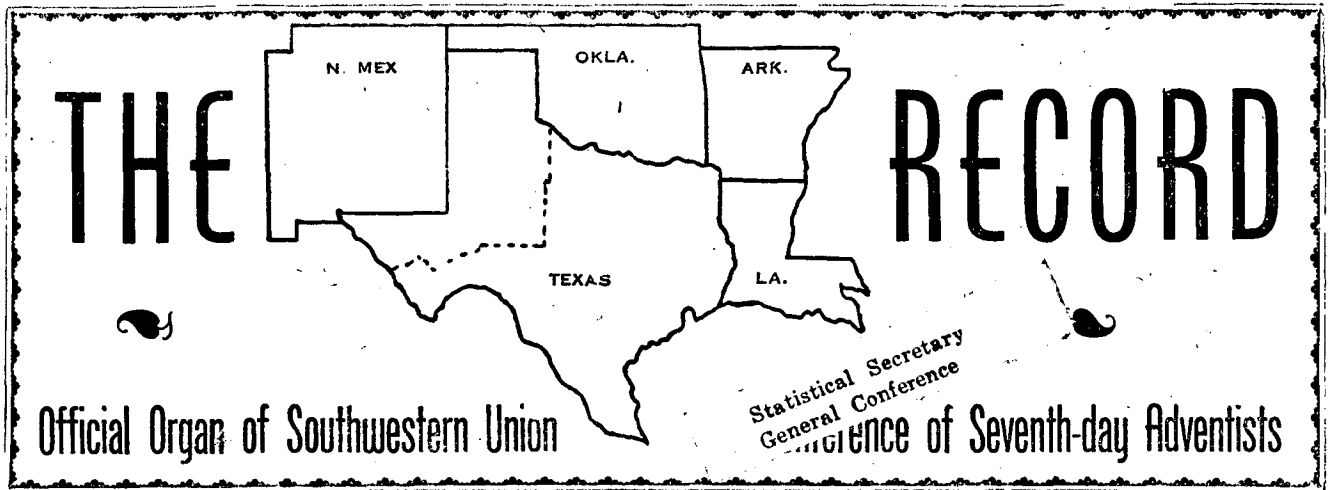 THE RECORD
N. MEX
OKLA.
ARK.
TEXAS
LA.
Statistical Secretary
General Conference
Official Organ of Southwestern Union
of Seventh-day Adventists